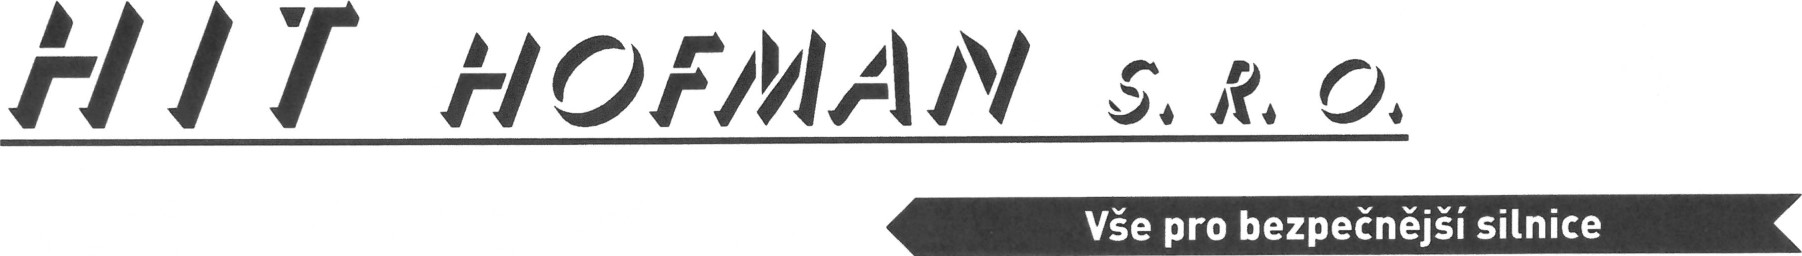 HIT HOFMAN S. R. O.
Vše pro bezpečnější silnice